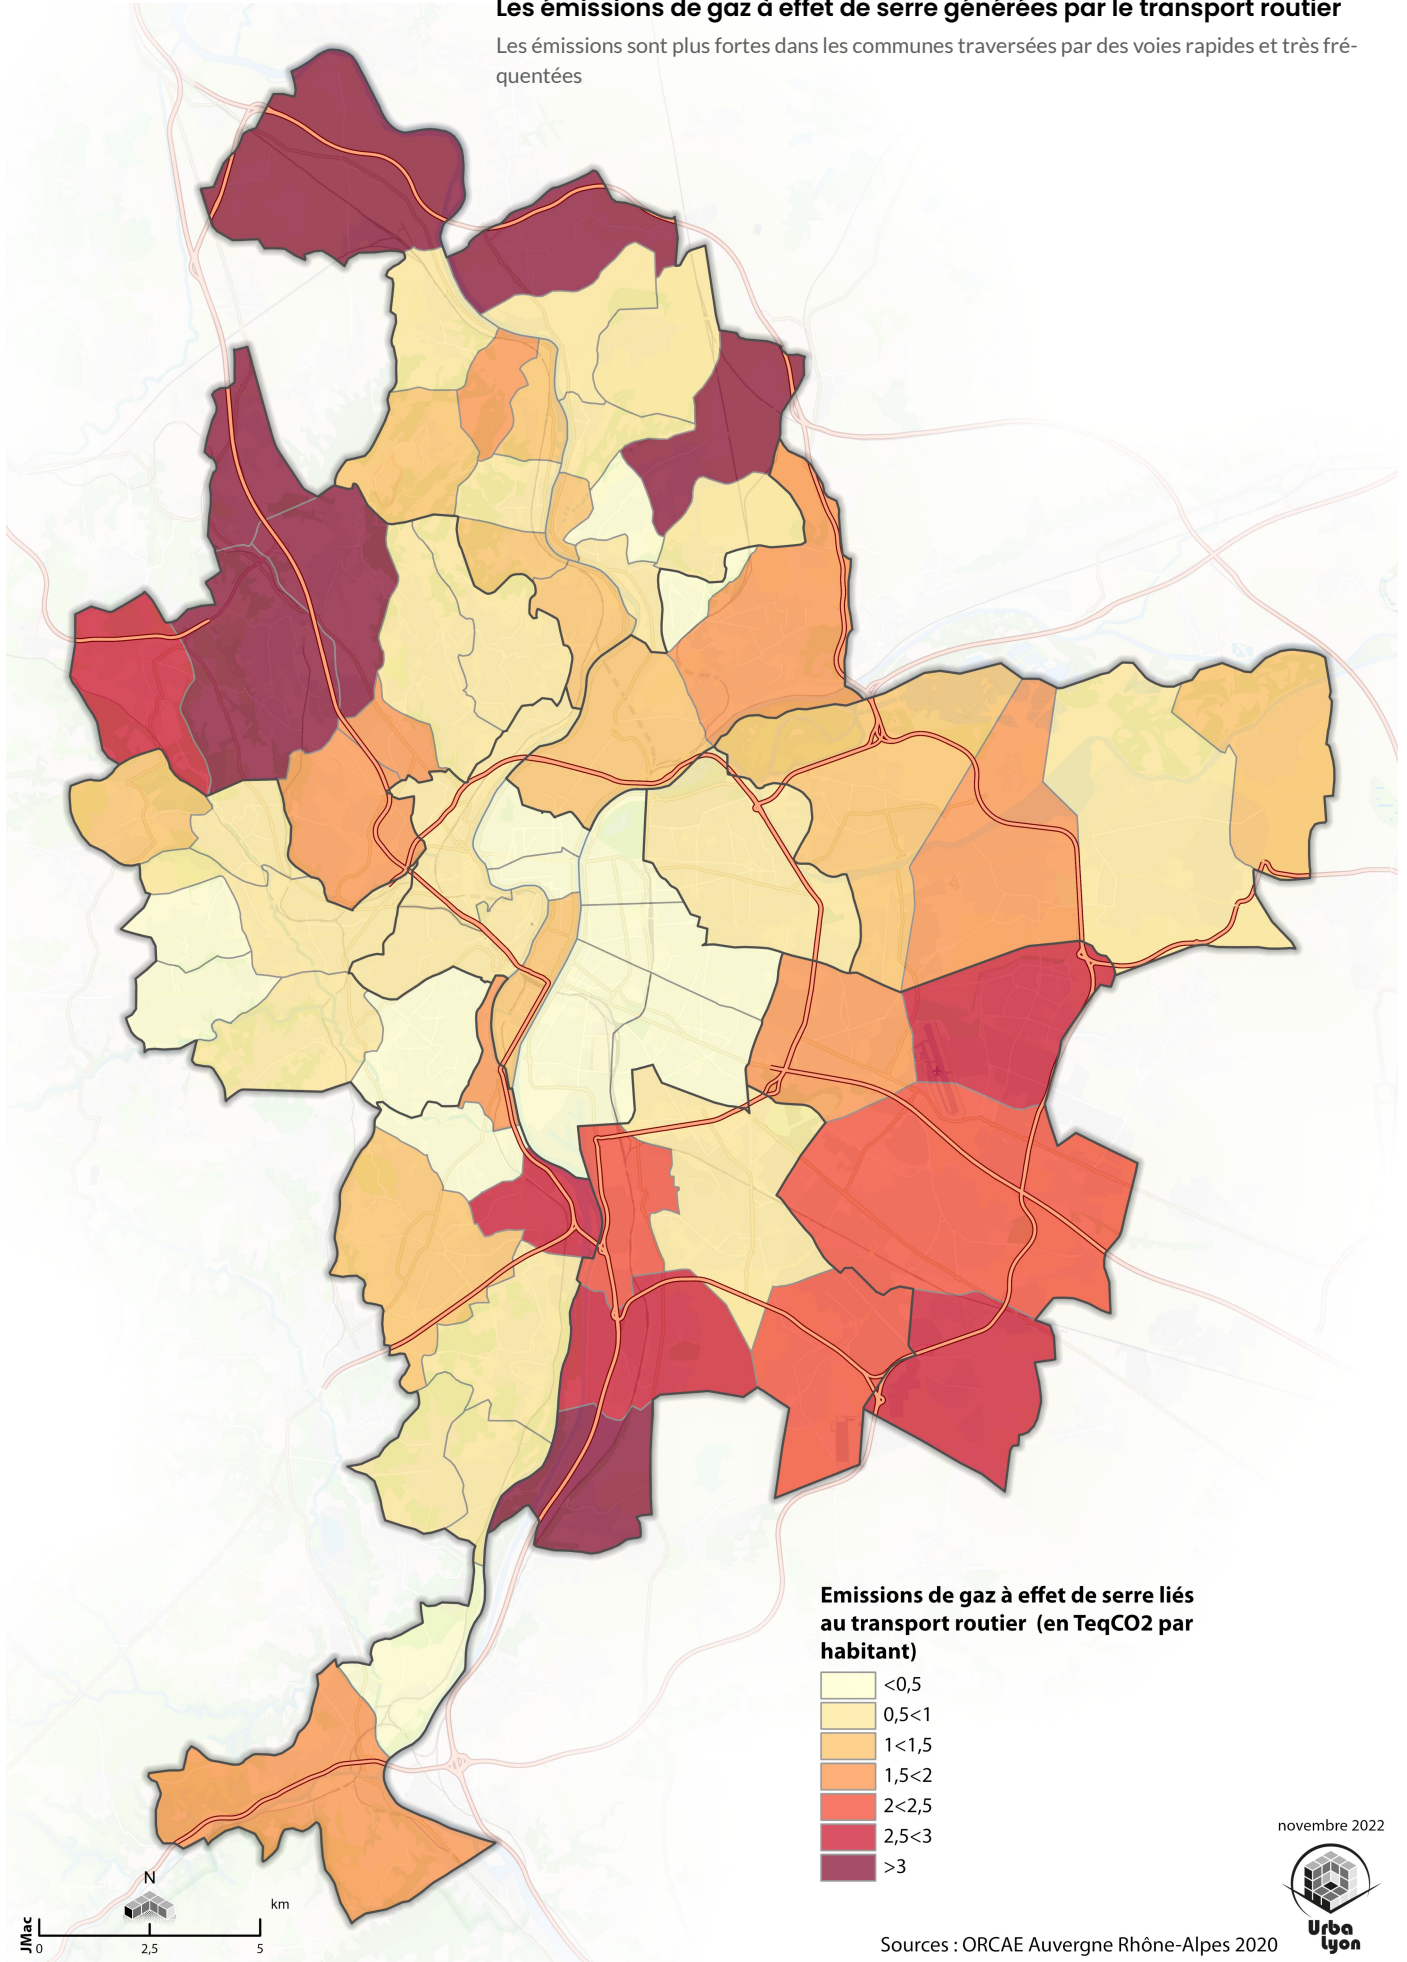 Les émissions de gaz à effet de serre générées par le transport routier
Les émissions sont plus fortes dans les communes traversées par des voies rapides et très fré-
quentées
Emissions de gaz à effet de serre liés
au transport routier (en TeqCO2 par
habitant)
<0,5
0,5<1
1<1,5
1,5<2
2<2,5
2,5<3
>3
novembre 2022
N
km
JMac
0 2,5 5
Urba
Lyon
Sources : ORCAE Auvergne Rhône-Alpes 2020